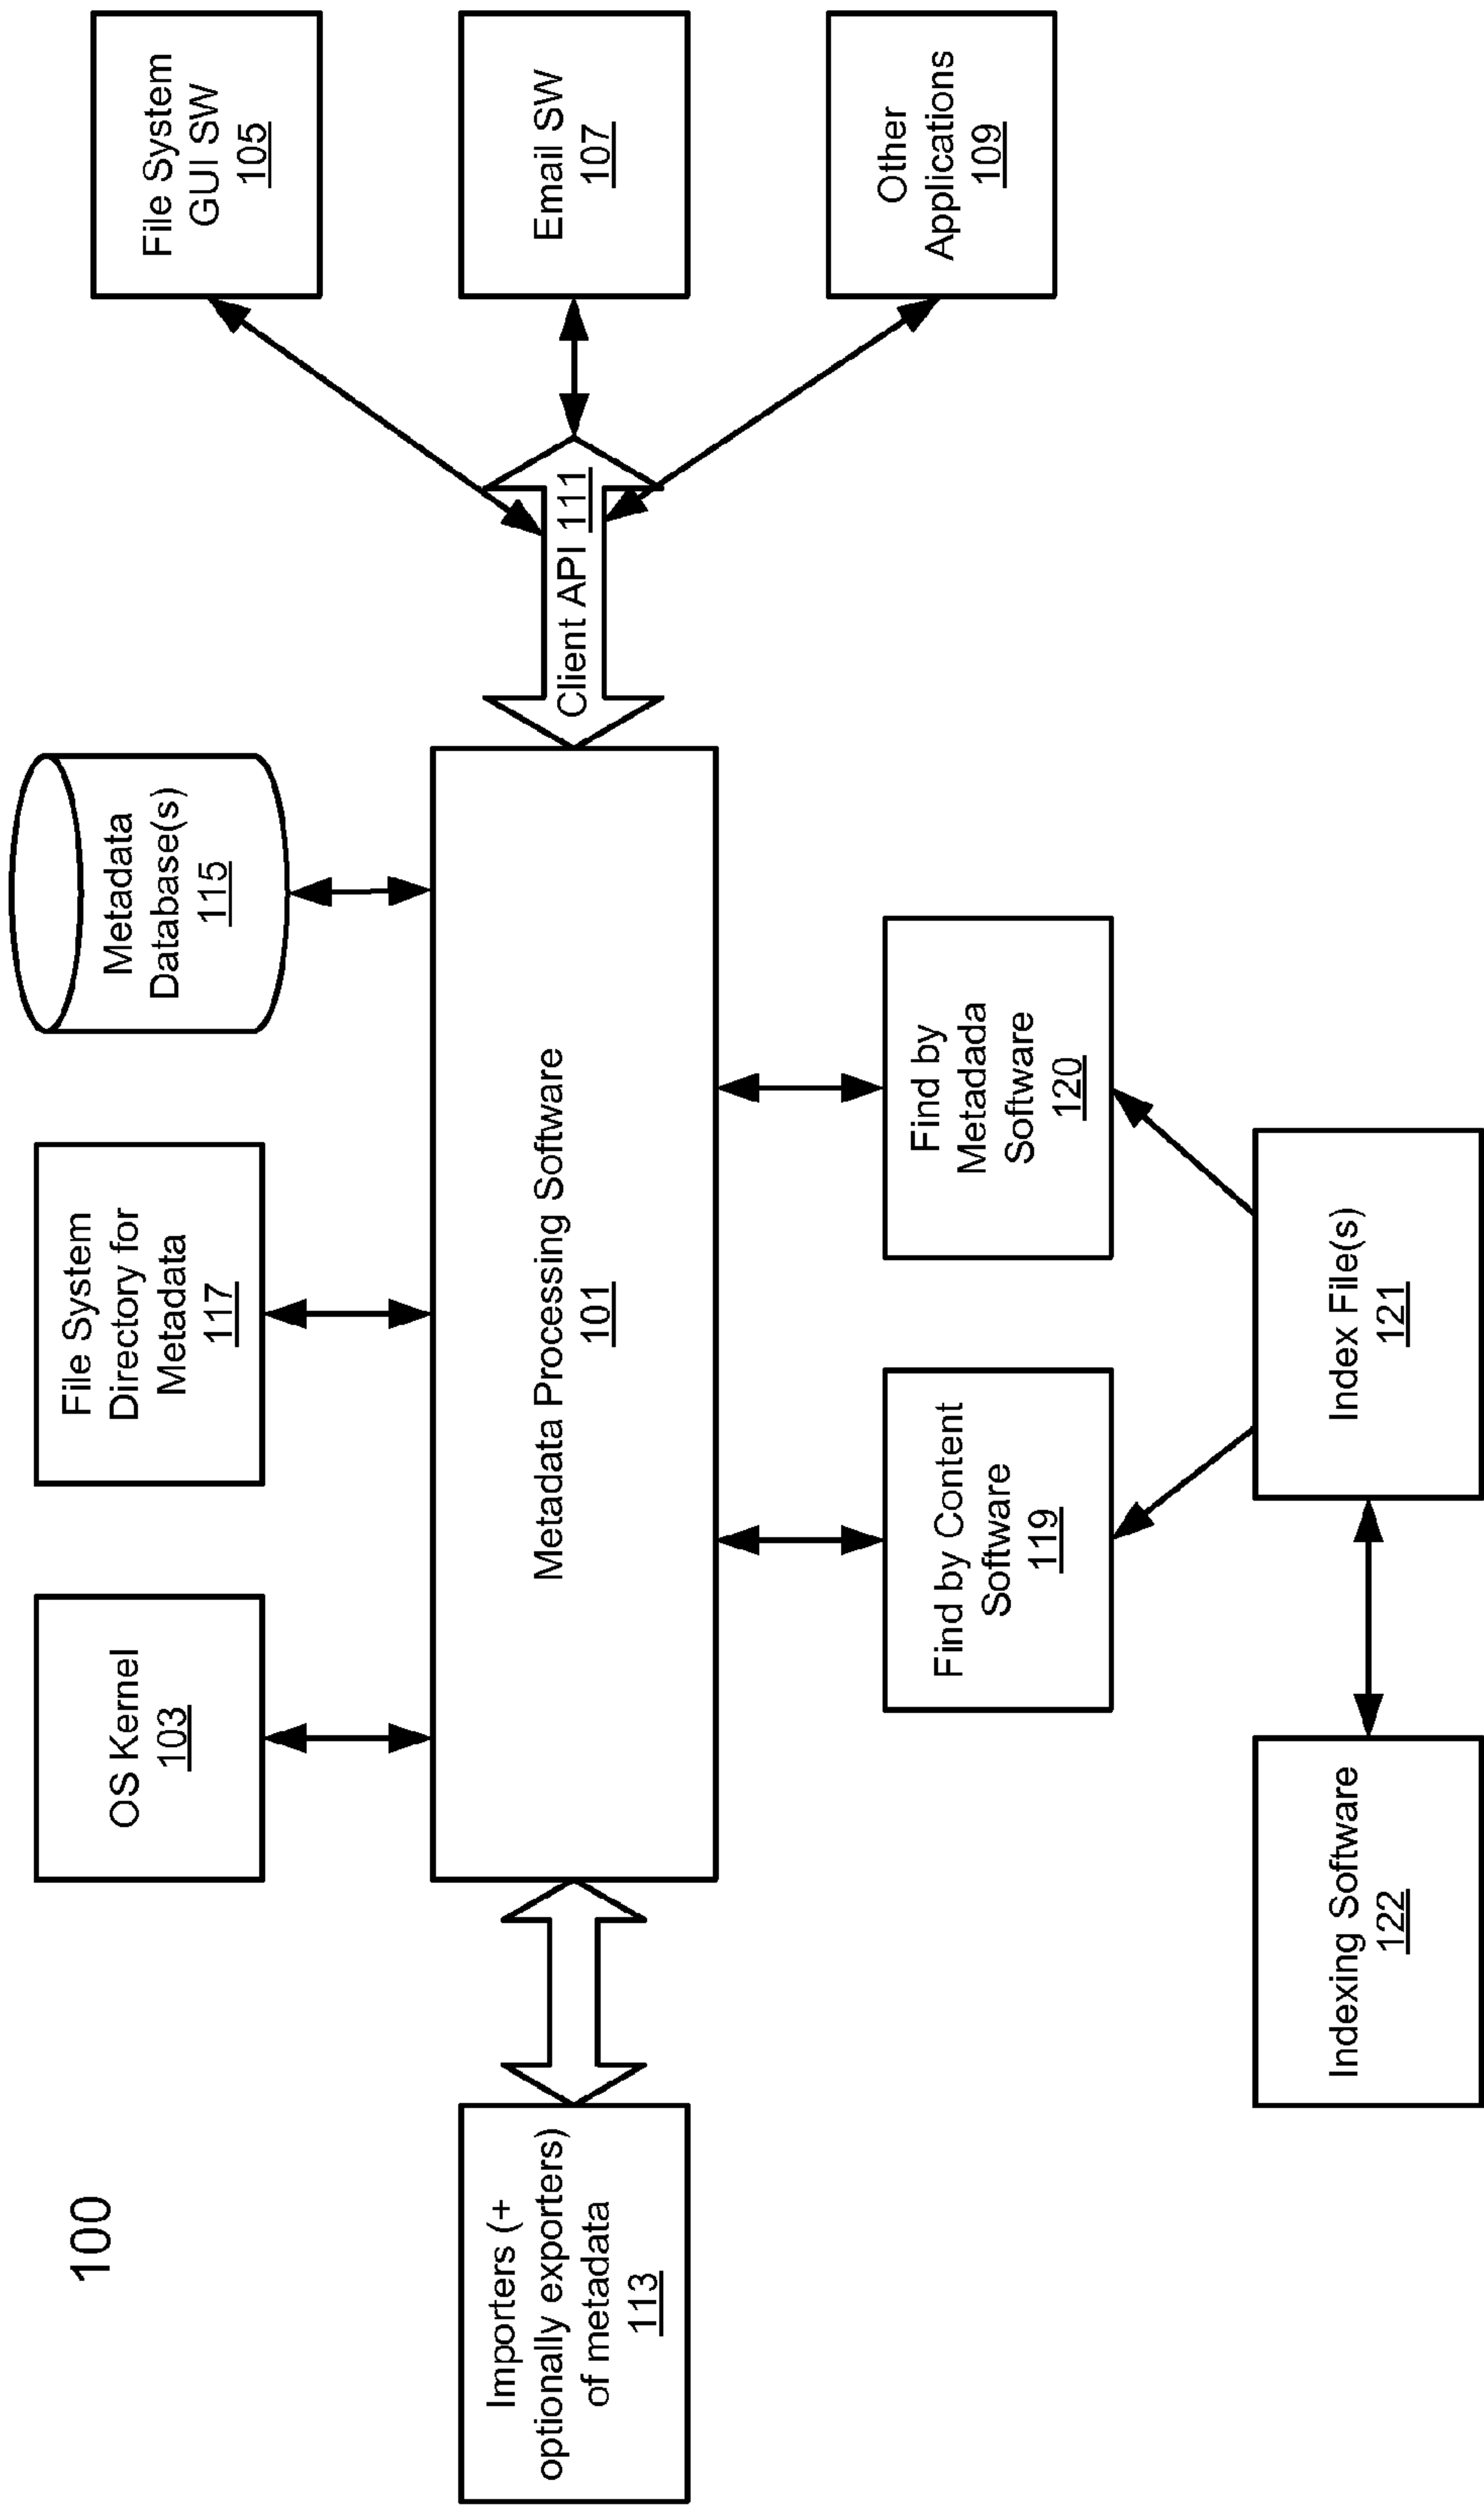 100
OS Kernel
103
File System
Directory for
Metadata
117
Metadata
Database(s)
115
File System
GUI SW
105
Importers (+
optionally exporters)
of metadata
113
Metadata Processing Software
101
Client API 111
Email SW
107
Find by Content
Software
119
Find by
Metadada
Software
120
Other
Applications
109
Indexing Software
122
Index File(s)
121